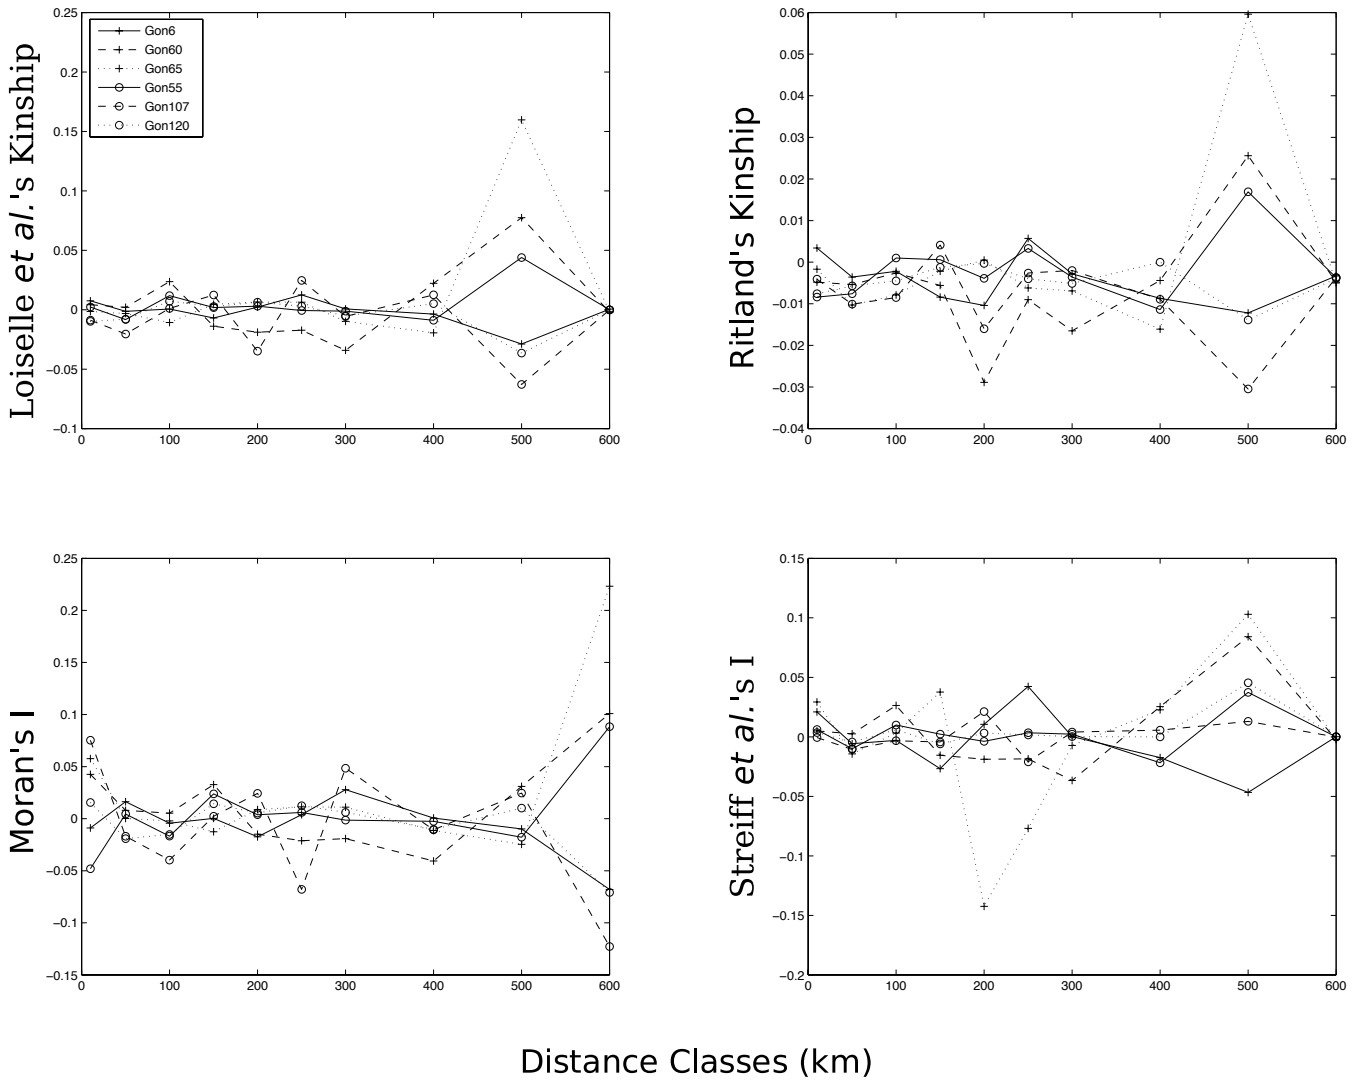 Loiselle et al.'s Kinship
0.25
0.2
0.15
0.1
0.05
0
−0.05
−0.1
0 100 200 300 400 500 600
Gon6
Gon60
Gon65
Gon55
Gon107
Gon120
Ritland's Kinship
0.06
0.05
0.04
0.03
0.02
0.01
0
−0.01
−0.02
−0.03
−0.04
0 100 200 300 400 500 600
Moran's I
0.25
0.2
0.15
0.1
0.05
0
−0.05
−0.1
−0.15
0 100 200 300 400 500 600
Streiff et al.'s I
0.15
0.1
0.05
0
−0.05
−0.1
−0.15
−0.2
0 100 200 300 400 500 600
Distance Classes (km)